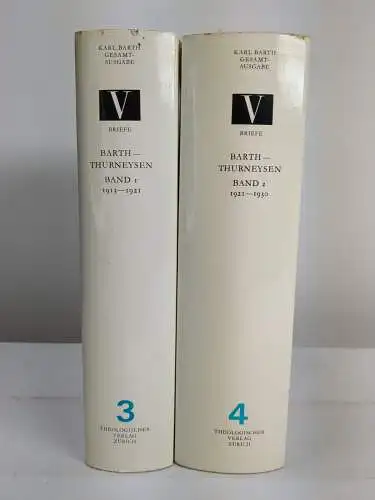 KARL BARTH
GESAMT-
AUSGABE
V
BRIEFE
BARTH—
THURNEYSEN
BAND 1
1913—1921
3
THEOLOGISCHER
VERLAG
ZÜRICH
KARL BARTH
GESAMT-
AUSGABE
V
BRIEFE
BARTH—
THURNEYSEN
BAND 2
1921—1930
4
THEOLOGISCHER
VERLAG
ZÜRICH